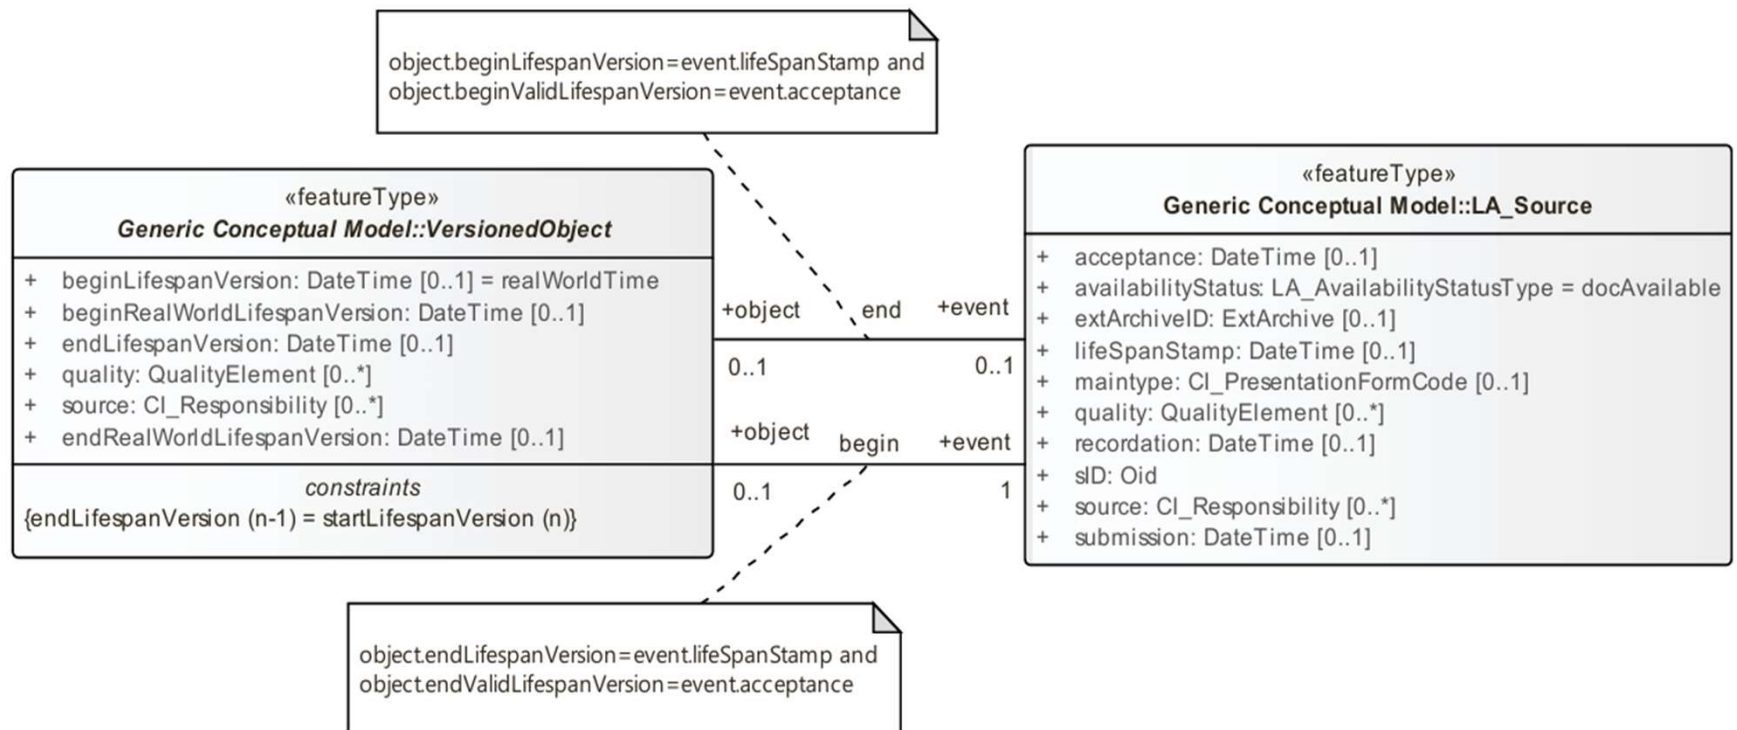 object.beginLifespanVersion=event.lifeSpanStamp and
object.beginValidLifespanVersion=event.acceptance
«featureType»
Generic Conceptual Model::VersionedObject
+ beginLifespanVersion: DateTime [0..1] = realWorldTime
+ beginRealWorldLifespanVersion: DateTime [0..1]
+ endLifespanVersion: DateTime [0..1]
+ quality: QualityElement [0..*]
+ source: CI_Responsibility [0..*]
+ endRealWorldLifespanVersion: DateTime [0..1]
constraints
{endLifespanVersion (n-1) = startLifespanVersion (n)}
+object end +event
0..1 0..1
+object begin +event
0..1 1
«featureType»
Generic Conceptual Model::LA_Source
+ acceptance: DateTime [0..1]
+ availabilityStatus: LA_AvailabilityStatusType = docAvailable
+ extArchiveID: ExtArchive [0..1]
+ lifeSpanStamp: DateTime [0..1]
+ maintype: CI_PresentationFormCode [0..1]
+ quality: QualityElement [0..*]
+ recordation: DateTime [0..1]
+ sID: Oid
+ source: CI_Responsibility [0..*]
+ submission: DateTime [0..1]
object.endLifespanVersion=event.lifeSpanStamp and
object.endValidLifespanVersion=event.acceptance